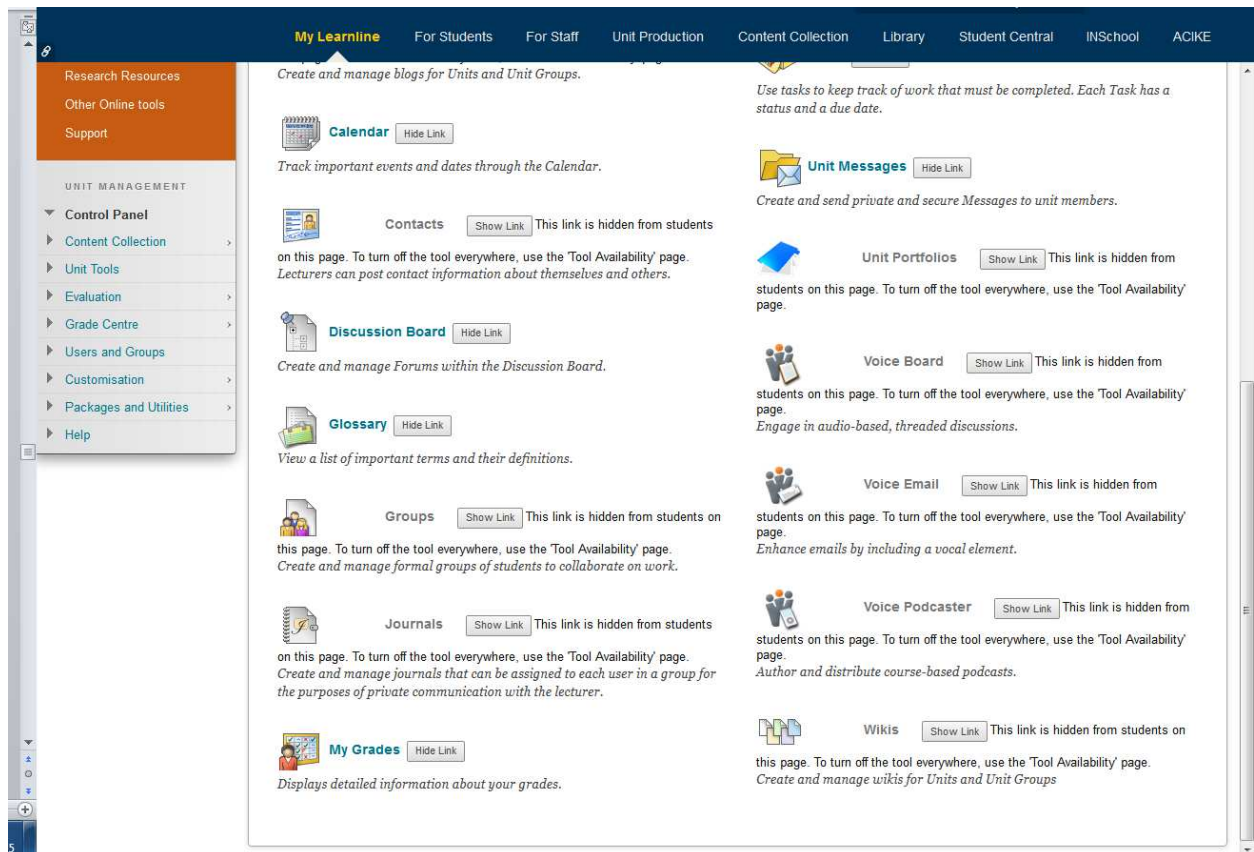 My Learnline For Students For Staff Unit Production Content Collection Library Student Central INSchool ACIKE
Research Resources
Other Online tools
Support
UNIT MANAGEMENT
Control Panel
Content Collection
Unit Tools
Evaluation
Grade Centre
Users and Groups
Customisation
Packages and Utilities
Help
Create and manage blogs for Units and Unit Groups.
Calendar Hide Link
Track important events and dates through the Calendar.
Contacts Show Link This link is hidden from students
on this page. To turn off the tool everywhere, use the 'Tool Availability' page.
Lecturers can post contact information about themselves and others.
Discussion Board Hide Link
Create and manage Forums within the Discussion Board.
Glossary Hide Link
View a list of important terms and their definitions.
Groups Show Link This link is hidden from students on
this page. To turn off the tool everywhere, use the 'Tool Availability' page.
Create and manage formal groups of students to collaborate on work.
Journals Show Link This link is hidden from students
on this page. To turn off the tool everywhere, use the 'Tool Availability' page.
Create and manage journals that can be assigned to each user in a group for
the purposes of private communication with the lecturer.
My Grades Hide Link
Displays detailed information about your grades.
Use tasks to keep track of work that must be completed. Each Task has a
status and a due date.
Unit Messages Hide Link
Create and send private and secure Messages to unit members.
Unit Portfolios Show Link This link is hidden from
students on this page. To turn off the tool everywhere, use the 'Tool Availability'
page.
Voice Board Show Link This link is hidden from
students on this page. To turn off the tool everywhere, use the 'Tool Availability'
page.
Engage in audio-based, threaded discussions.
Voice Email Show Link This link is hidden from
students on this page. To turn off the tool everywhere, use the 'Tool Availability'
page.
Enhance emails by including a vocal element.
Voice Podcaster Show Link This link is hidden from
students on this page. To turn off the tool everywhere, use the 'Tool Availability'
page.
Author and distribute course-based podcasts.
Wikis Show Link This link is hidden from students on
this page. To turn off the tool everywhere, use the 'Tool Availability' page.
Create and manage wikis for Units and Unit Groups
5